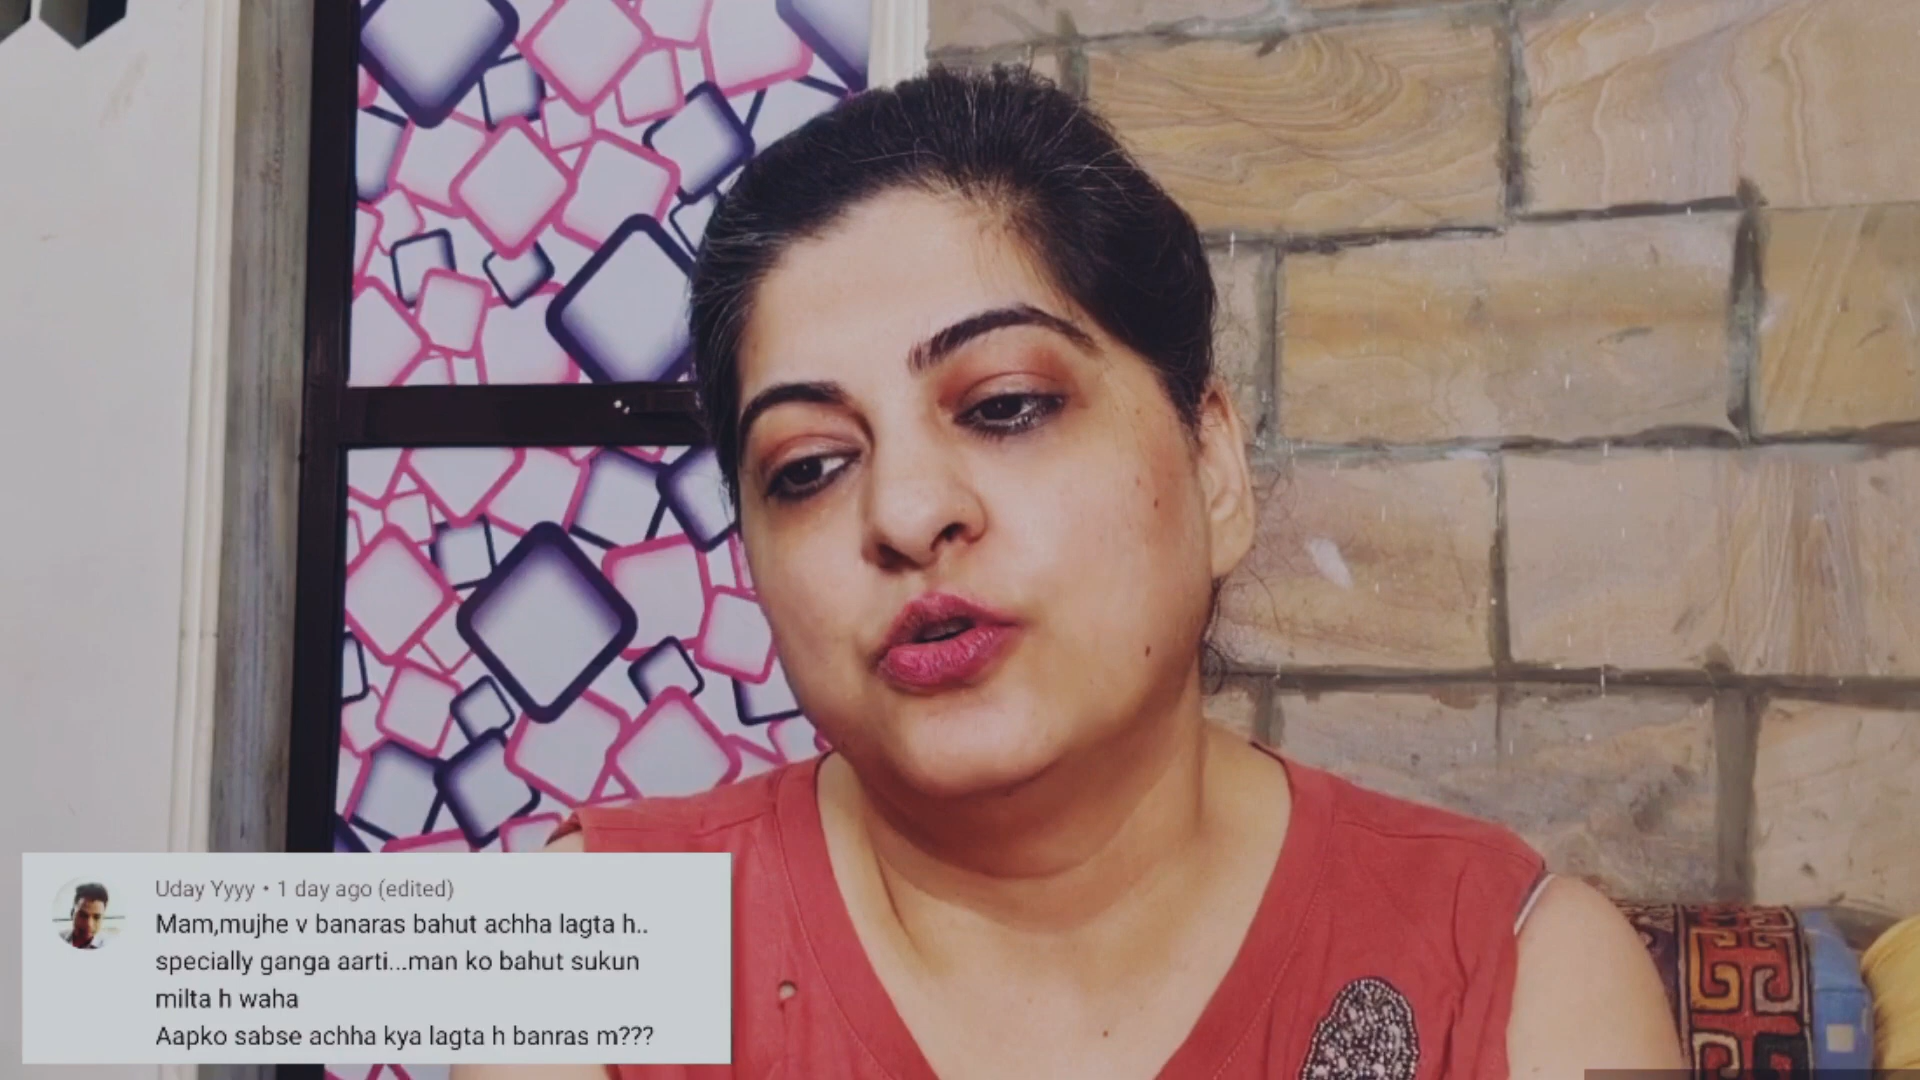 Uday Yyyy • 1 day ago (edited)
Mam,mujhe v banaras bahut achha lagta h..
specially ganga aarti...man ko bahut sukun
milta h waha
Aapko sabse achha kya lagta h banras m???